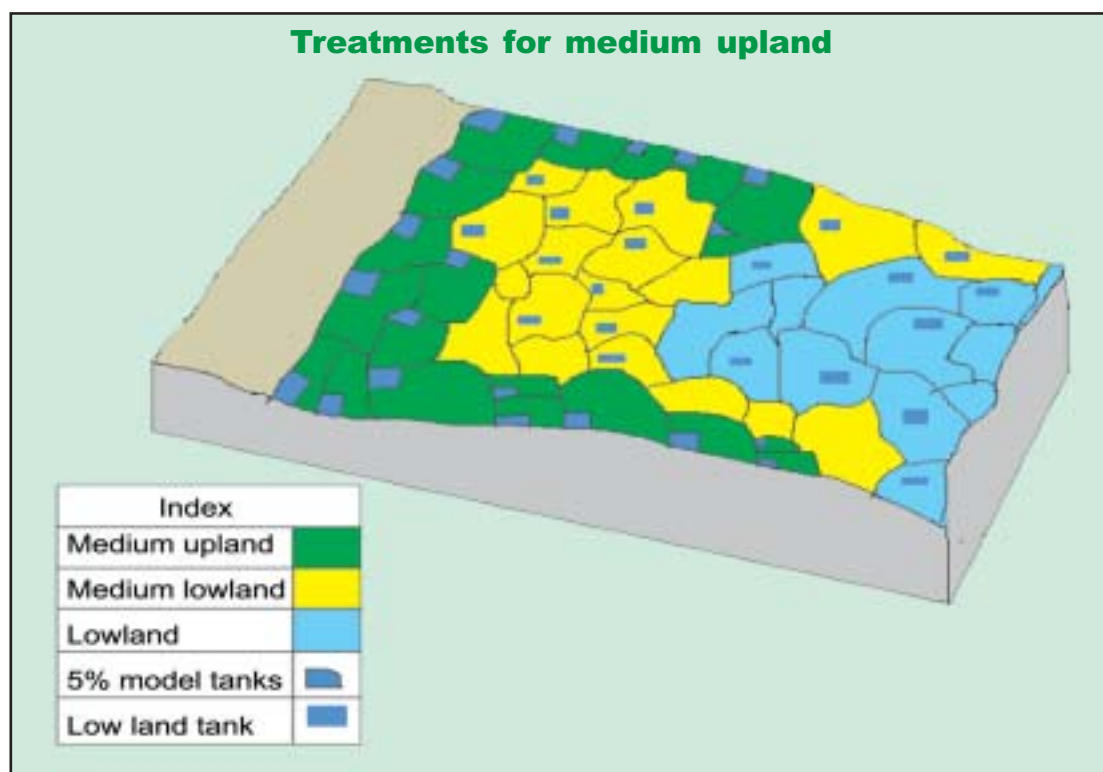 Treatments for medium upland
Index
Medium upland
Medium lowland
Lowland
5% model tanks
Low land tank